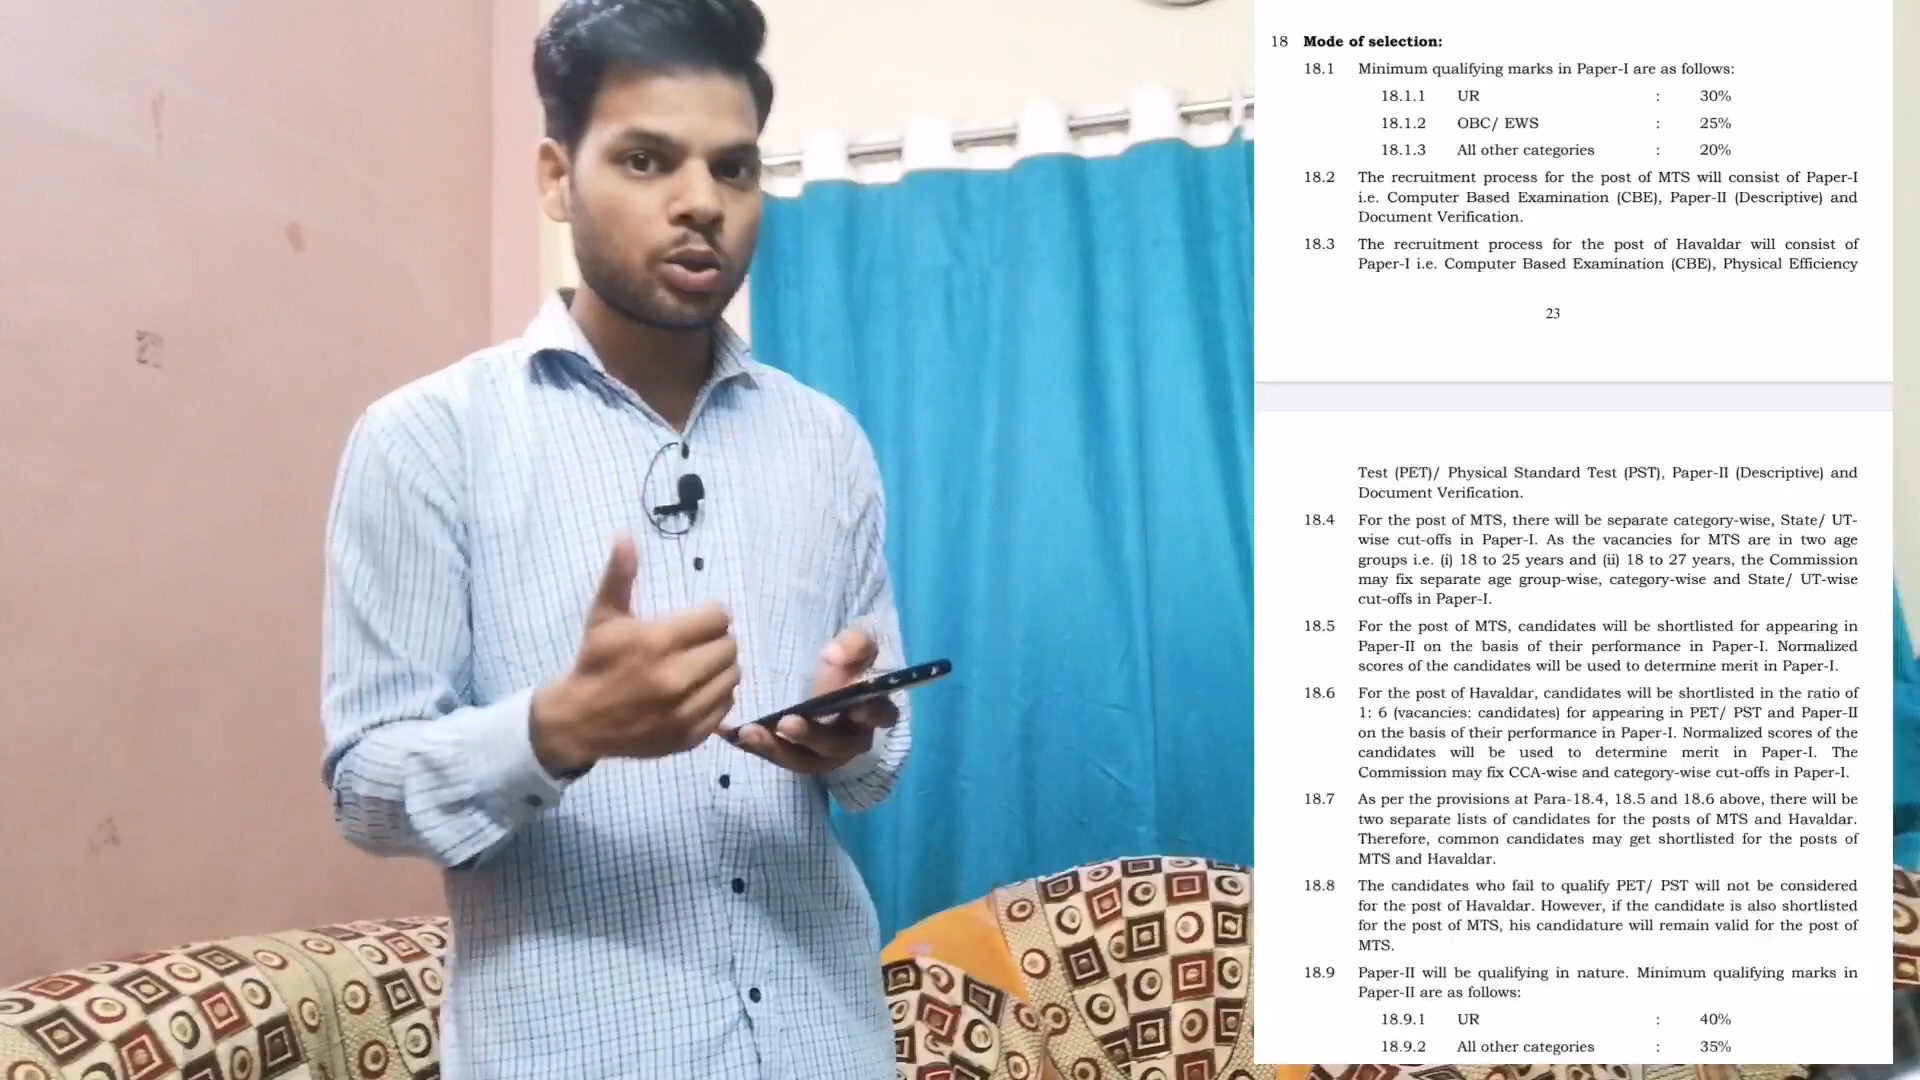 18 Mode of selection:
18.1 Minimum qualifying marks in Paper-I are as follows:
18.1.1 UR : 30%
18.1.2 OBC/ EWS : 25%
18.1.3 All other categories : 20%
18.2 The recruitment process for the post of MTS will consist of Paper-I
i.e. Computer Based Examination (CBE), Paper-II (Descriptive) and
Document Verification.
18.3 The recruitment process for the post of Havaldar will consist of
Paper-I i.e. Computer Based Examination (CBE), Physical Efficiency
23
Test (PET)/ Physical Standard Test (PST), Paper-II (Descriptive) and
Document Verification.
18.4 For the post of MTS, there will be separate category-wise, State/ UT-
wise cut-offs in Paper-I. As the vacancies for MTS are in two age
groups i.e. (i) 18 to 25 years and (ii) 18 to 27 years, the Commission
may fix separate age group-wise, category-wise and State/ UT-wise
cut-offs in Paper-I.
18.5 For the post of MTS, candidates will be shortlisted for appearing in
Paper-II on the basis of their performance in Paper-I. Normalized
scores of the candidates will be used to determine merit in Paper-I.
18.6 For the post of Havaldar, candidates will be shortlisted in the ratio of
1: 6 (vacancies: candidates) for appearing in PET/ PST and Paper-II
on the basis of their performance in Paper-I. Normalized scores of the
candidates will be used to determine merit in Paper-I. The
Commission may fix CCA-wise and category-wise cut-offs in Paper-I.
18.7 As per the provisions at Para-18.4, 18.5 and 18.6 above, there will be
two separate lists of candidates for the posts of MTS and Havaldar.
Therefore, common candidates may get shortlisted for the posts of
MTS and Havaldar.
18.8 The candidates who fail to qualify PET/ PST will not be considered
for the post of Havaldar. However, if the candidate is also shortlisted
for the post of MTS, his candidature will remain valid for the post of
MTS.
18.9 Paper-II will be qualifying in nature. Minimum qualifying marks in
Paper-II are as follows:
18.9.1 UR : 40%
18.9.2 All other categories : 35%